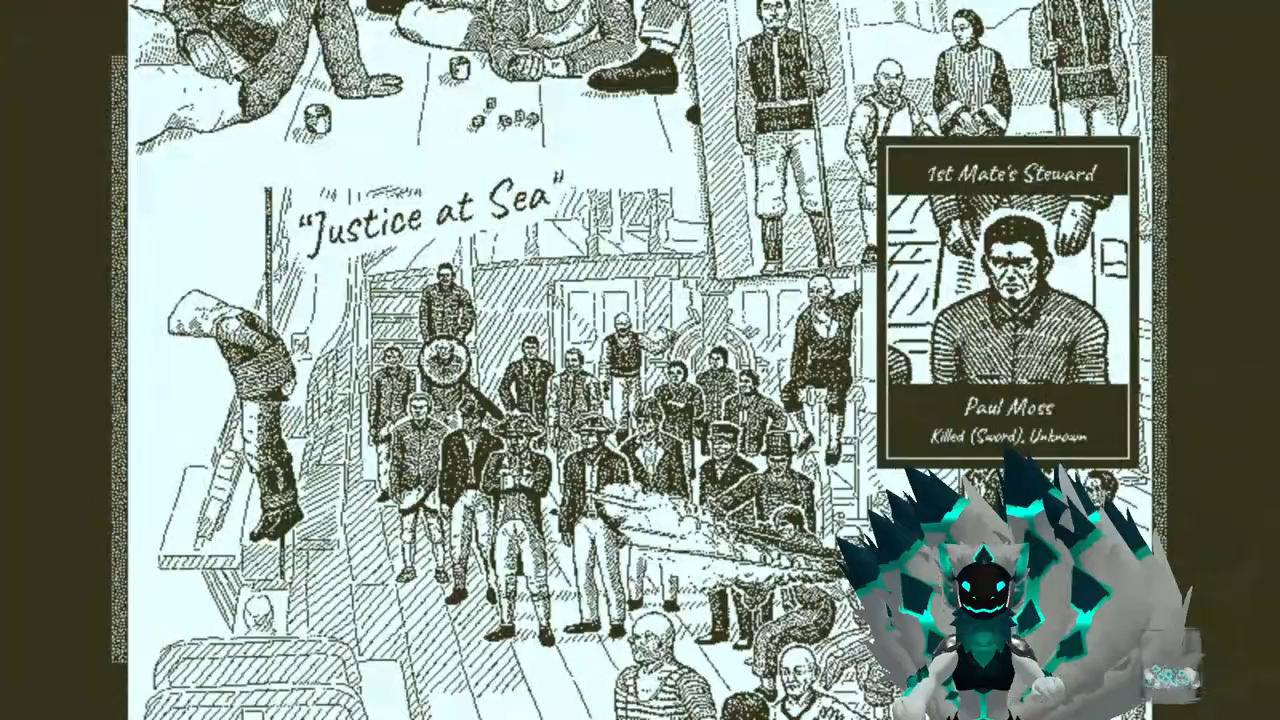 "Justice at Sea"
1st Mate's Steward
Paul Moss
Killed (Sword), Unknown